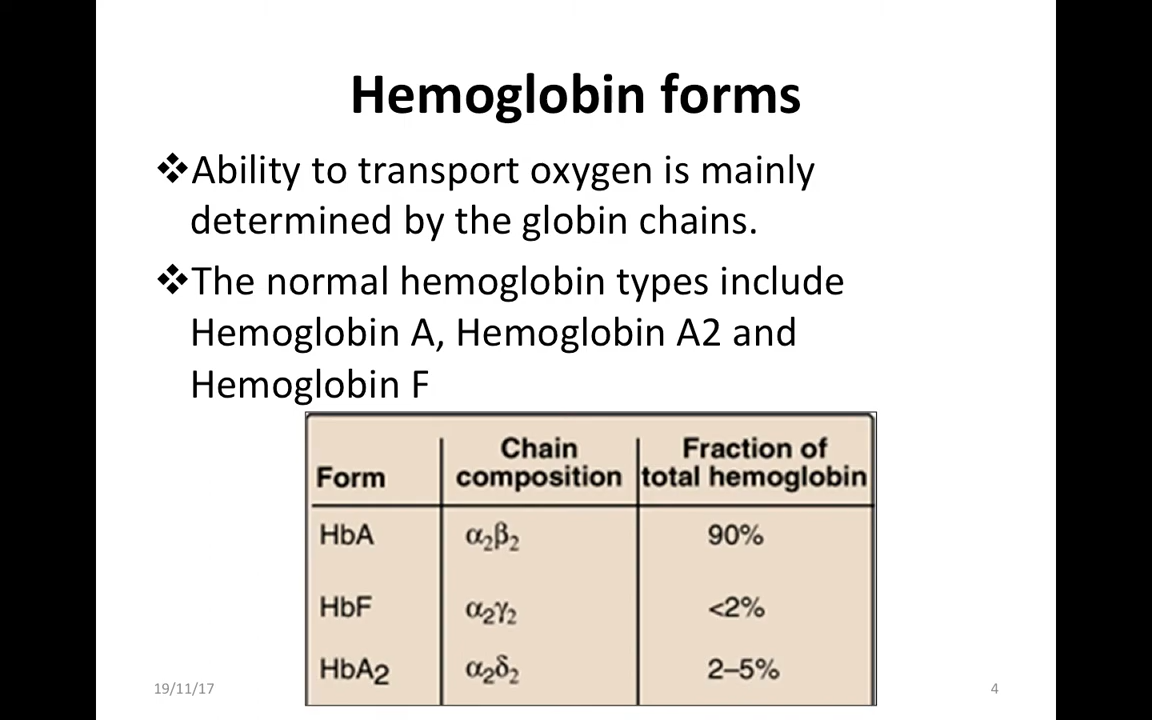 Hemoglobin forms
❖Ability to transport oxygen is mainly
determined by the globin chains.
❖The normal hemoglobin types include
Hemoglobin A, Hemoglobin A2 and
Hemoglobin F
Form | Chain composition | Fraction of total hemoglobin
HbA | α₂β₂ | 90%
HbF | α₂γ₂ | <2%
HbA₂ | α₂δ₂ | 2–5%
19/11/17
4